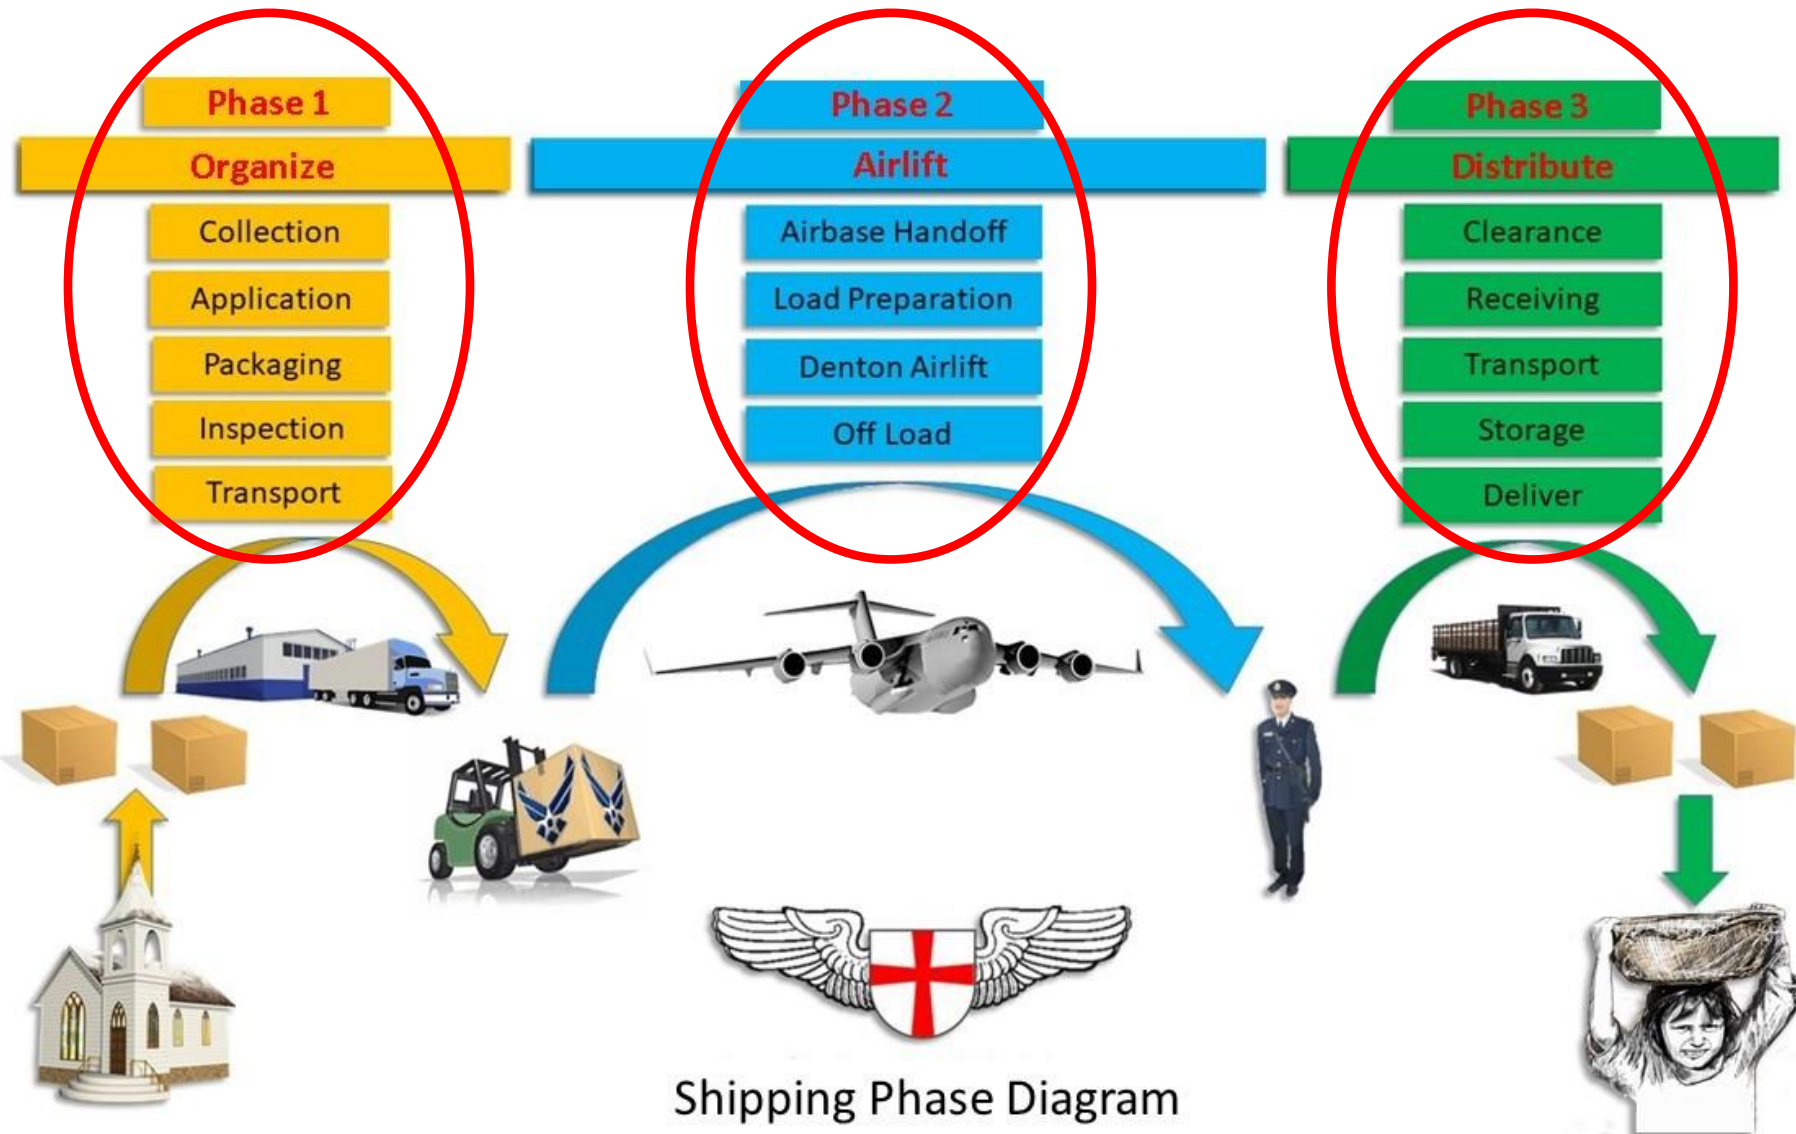 Phase 1
Organize
Collection
Application
Packaging
Inspection
Transport
Phase 2
Airlift
Airbase Handoff
Load Preparation
Denton Airlift
Off Load
Phase 3
Distribute
Clearance
Receiving
Transport
Storage
Deliver
Shipping Phase Diagram